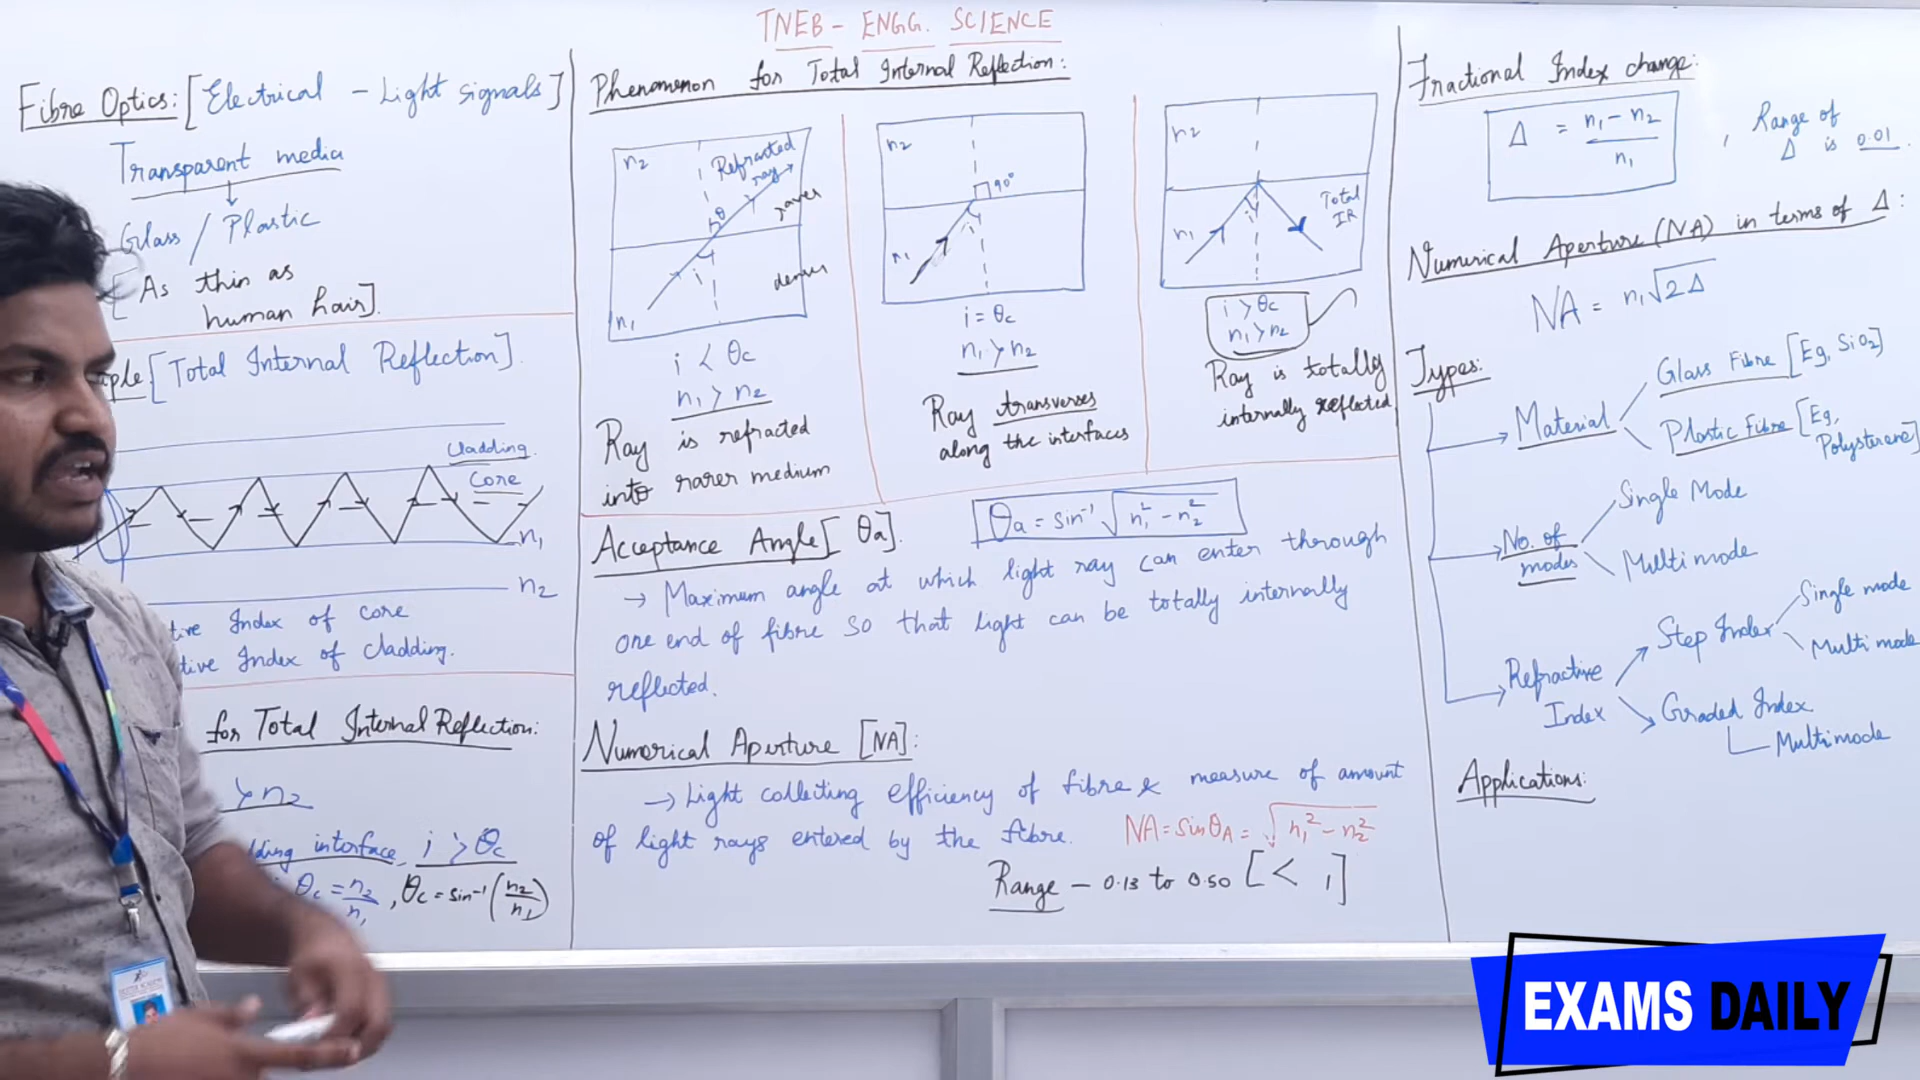 TNEB - ENGG. SCIENCE
Fibre Optics: [Electrical - Light signals]
Transparent media
Glass / Plastic
[As thin as
human hair].
[Total Internal Reflection].
Cladding
Core
n1
n2
Index of core
Index of cladding.
for Total Internal Reflection:
> n2
interface, i > θc
θc = n2/n1, θc = sin⁻¹(n2/n1)
Phenomenon for Total Internal Reflection:
n2
Refracted
ray
θ
rarer
i
denser
n1
i < θc
n1 > n2
Ray is refracted
into rarer medium
n2
90°
i
n1
i = θc
n1 > n2
Ray transverses
along the interfaces
n2
i
n1
Total
IR
i > θc
n1 > n2
Ray is totally
internally reflected
Acceptance Angle [θa].
θa = sin⁻¹ √n1² - n2²
→ Maximum angle at which light ray can enter through
one end of fibre so that light can be totally internally
reflected.
Numerical Aperture [NA]:
→ Light collecting efficiency of fibre & measure of amount
of light rays entered by the fibre. NA = sinθA = √n1² - n2²
Range - 0.13 to 0.50 [< 1]
Fractional Index change:
Δ = n1 - n2 / n1, Range of
Δ is 0.01.
Numerical Aperture (NA) in terms of Δ:
NA = n1√2Δ
Types:
Material
Glass Fibre [Eg, SiO2]
Plastic Fibre [Eg,
Polysterene]
No. of
modes
Single Mode
Multimode
Refractive
Index
Step Index
Single mode
Multi mode
Graded Index
Multimode
Applications:
EXAMS DAILY